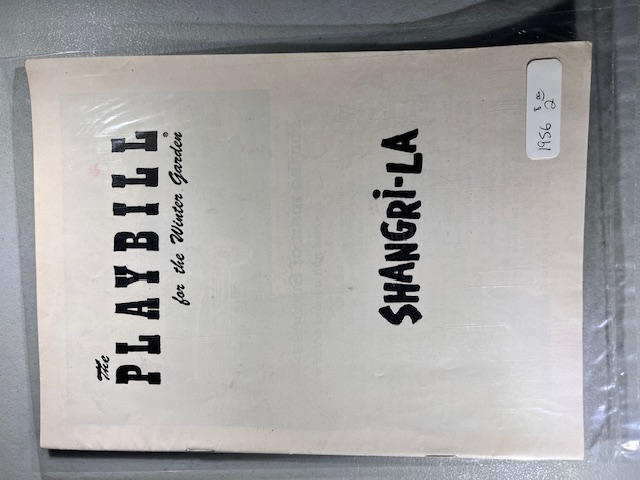 The
PLAYBILL®
for the Winter Garden
SHANGRI-LA
1956
2